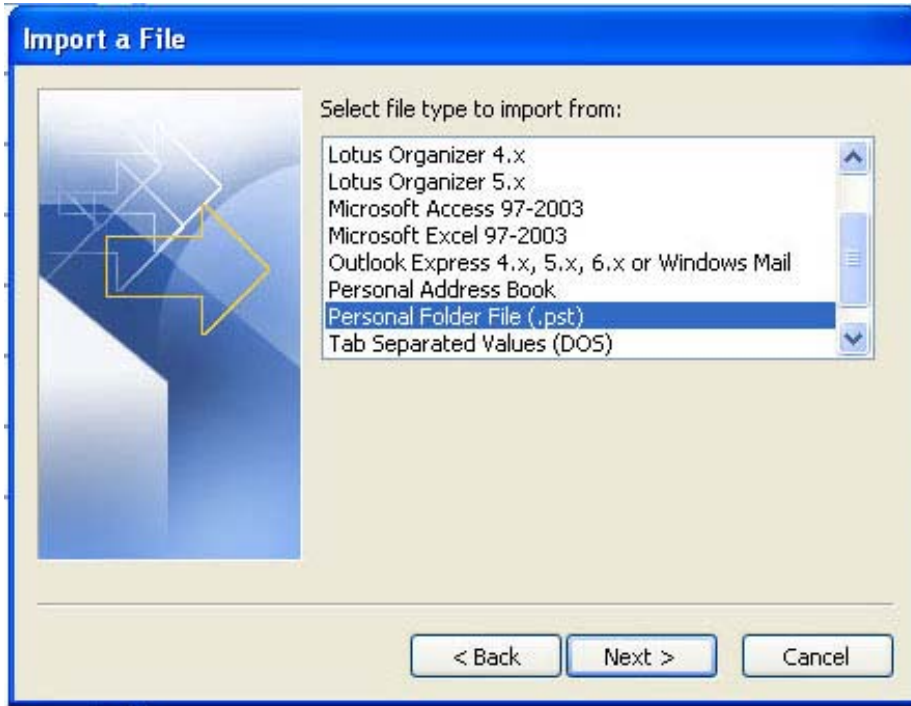 Import a File
Select file type to import from:
Lotus Organizer 4.x
Lotus Organizer 5.x
Microsoft Access 97-2003
Microsoft Excel 97-2003
Outlook Express 4.x, 5.x, 6.x or Windows Mail
Personal Address Book
Personal Folder File (.pst)
Tab Separated Values (DOS)
< Back Next > Cancel